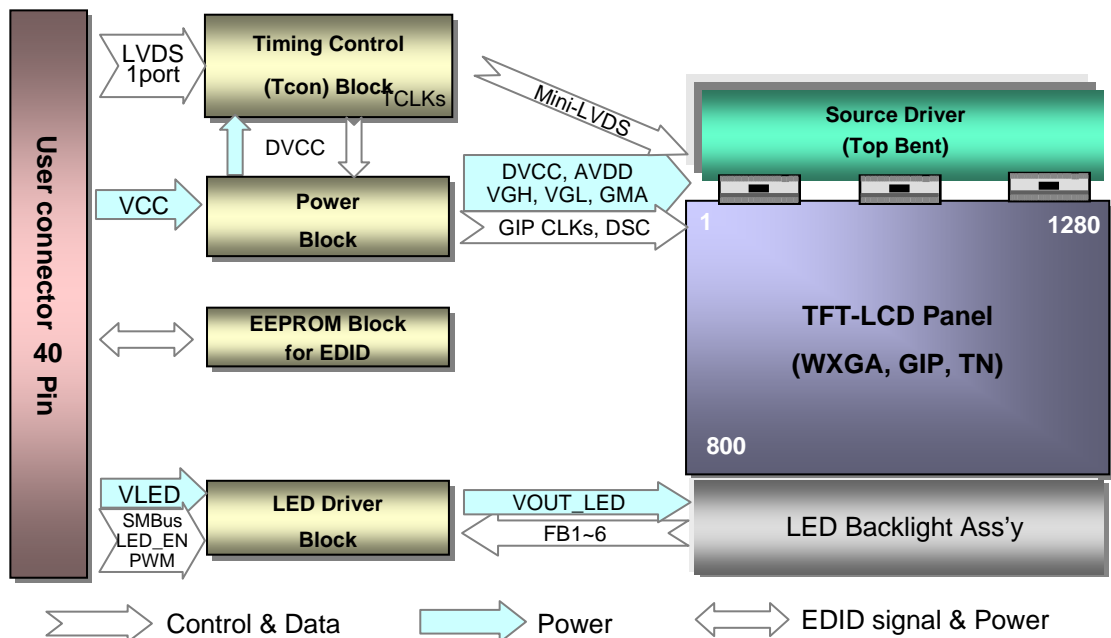 User connector 40 Pin
LVDS
1port
Timing Control
(Tcon) Block
TCLKs
Mini-LVDS
Source Driver
(Top Bent)
DVCC
VCC
Power
Block
DVCC, AVDD
VGH, VGL, GMA
GIP CLKs, DSC
1
1280
TFT-LCD Panel
(WXGA, GIP, TN)
800
EEPROM Block
for EDID
VLED
SMBus
LED_EN
PWM
LED Driver
Block
VOUT_LED
FB1~6
LED Backlight Ass’y
Control & Data
Power
EDID signal & Power